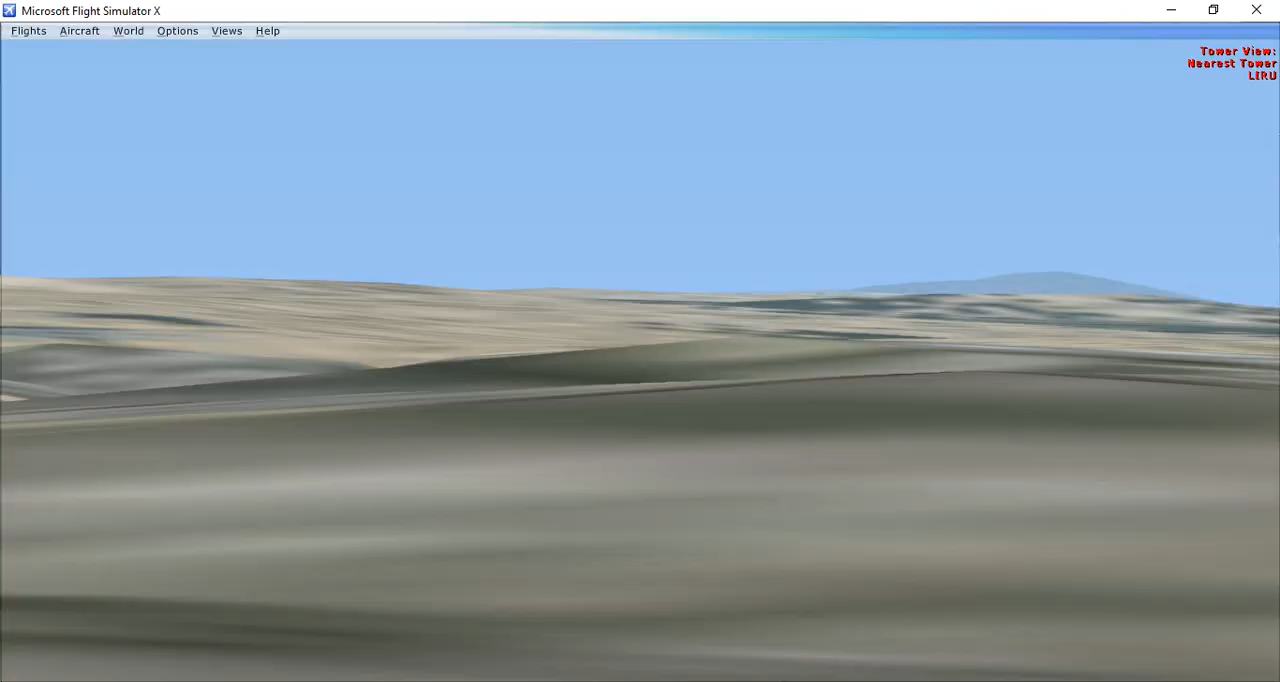 Microsoft Flight Simulator X
Flights Aircraft World Options Views Help
Tower View:
Nearest Tower
LIRU